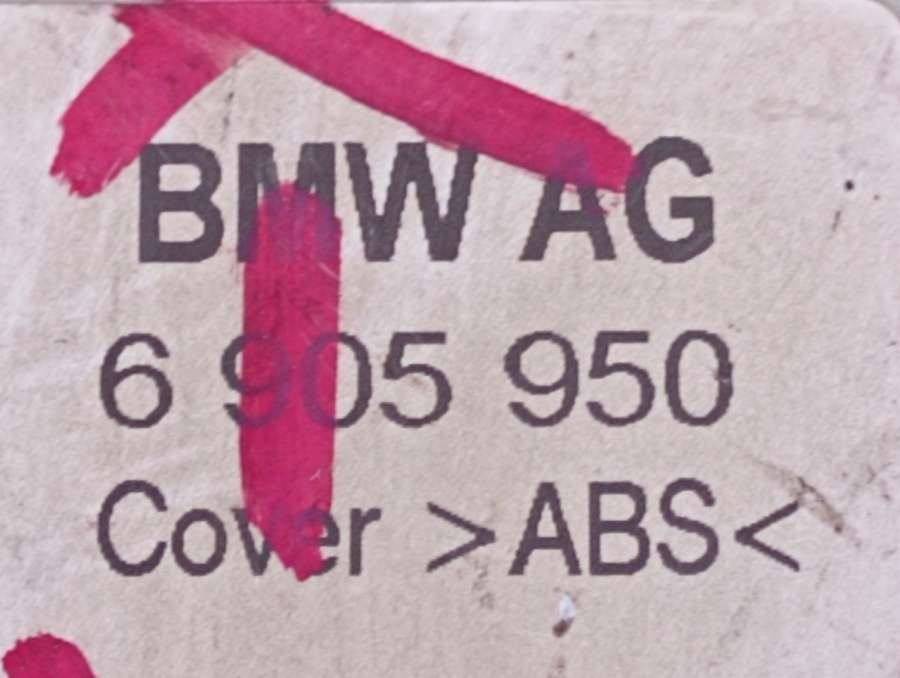 BMW AG
6 905 950
Cover >ABS<